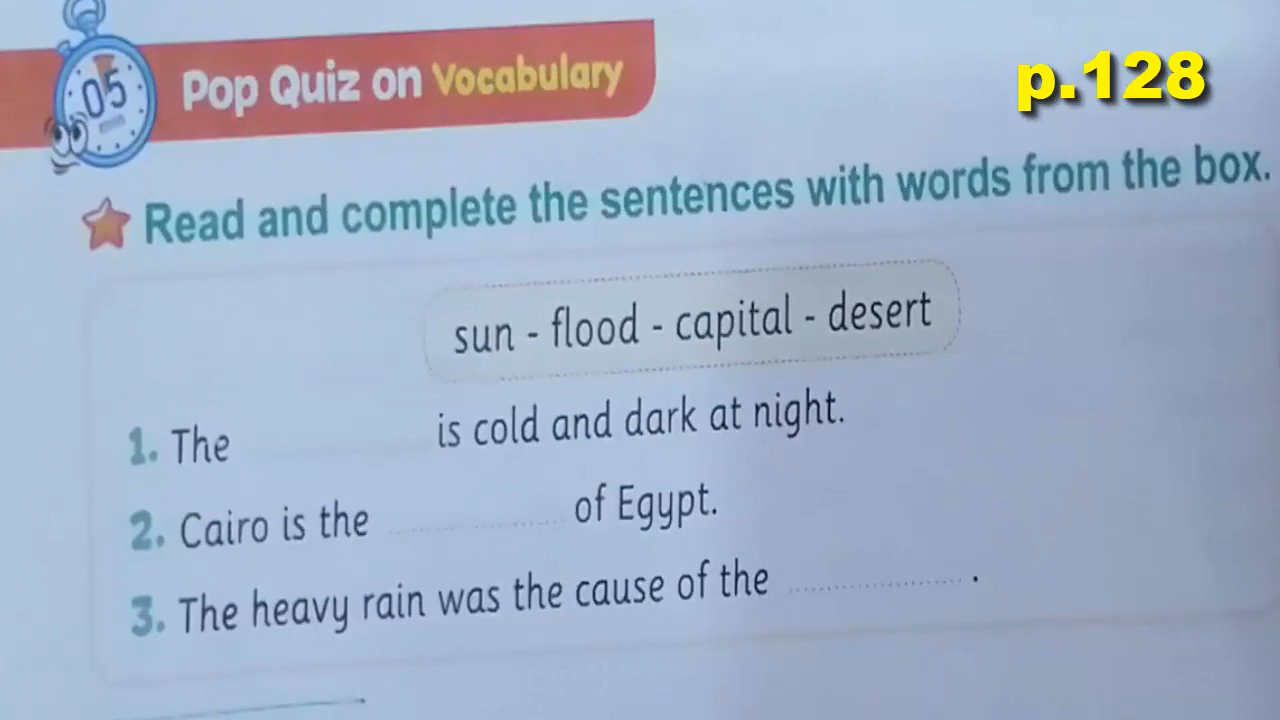 05
Pop Quiz on Vocabulary
p.128
Read and complete the sentences with words from the box.
sun - flood - capital - desert
1. The is cold and dark at night.
2. Cairo is the .................... of Egypt.
3. The heavy rain was the cause of the .................... .